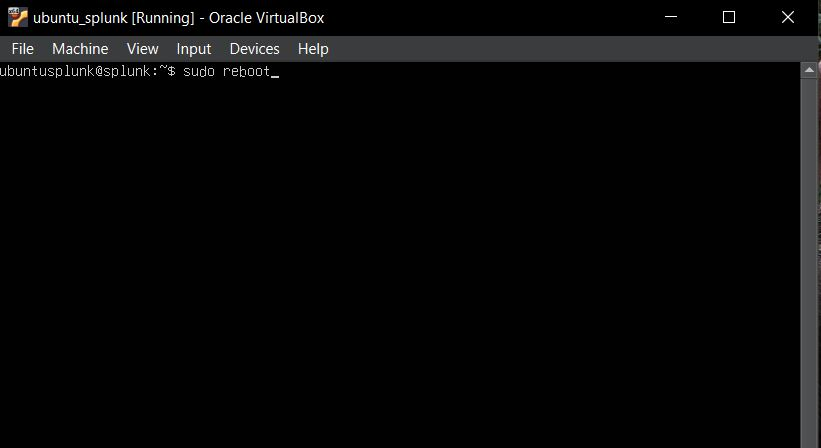 ubuntu_splunk [Running] - Oracle VirtualBox
File Machine View Input Devices Help
ubuntusplunk@splunk:~$ sudo reboot_